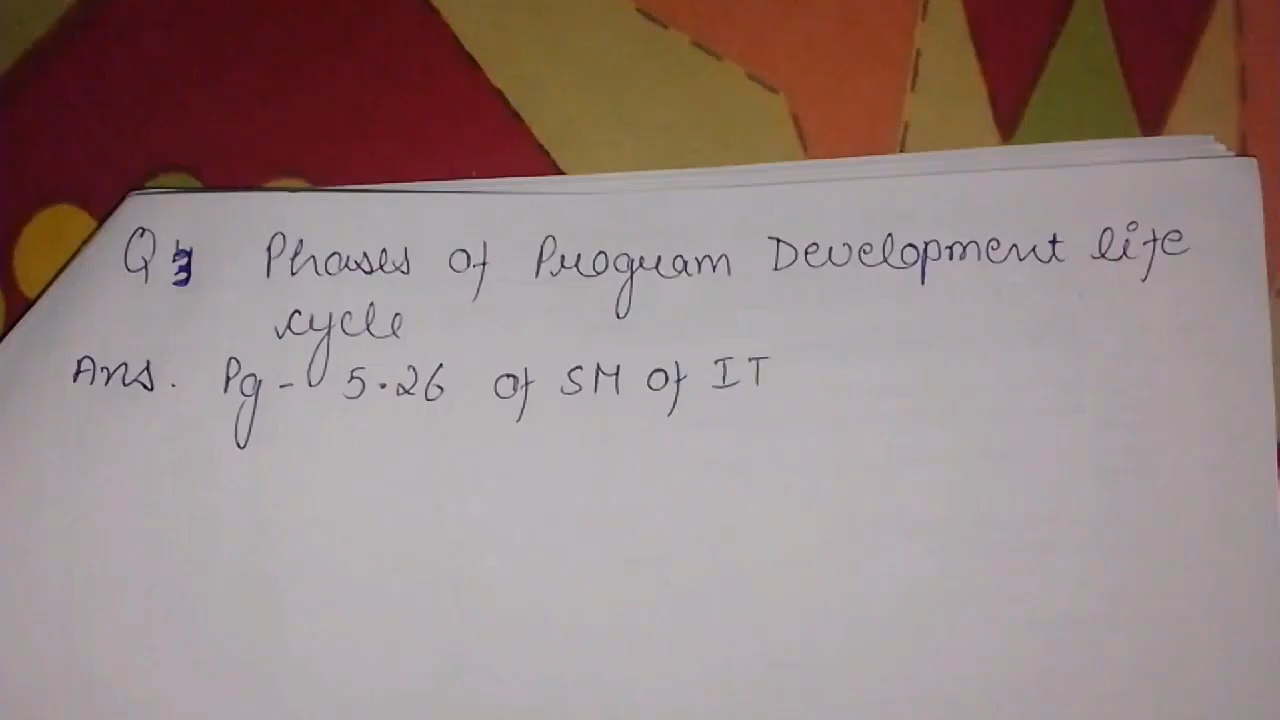 Q3 Phases of Program Development life
cycle
Ans. Pg - 5.26 of SM of IT